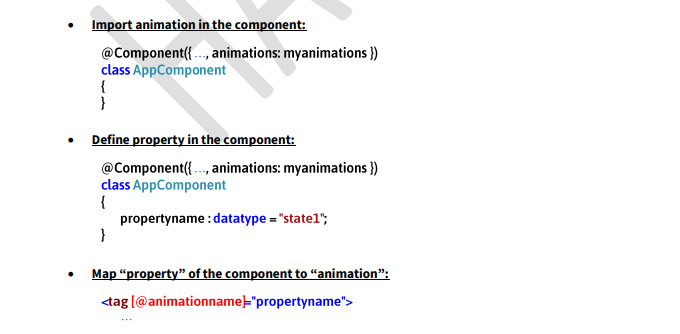 • Import animation in the component:
@Component({ …, animations: myanimations })
class AppComponent
{
}
• Define property in the component:
@Component({ …, animations: myanimations })
class AppComponent
{
propertyname : datatype = "state1";
}
• Map “property” of the component to “animation”:
<tag [@animationname]="propertyname">
…